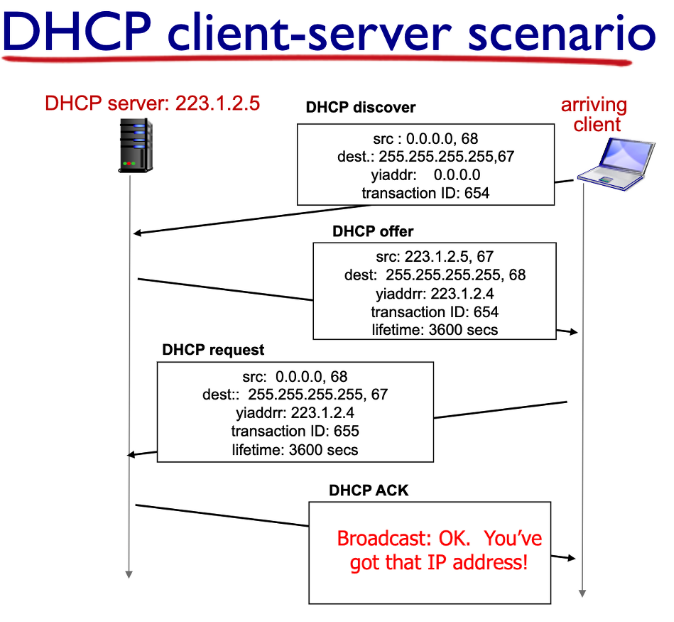 DHCP client-server scenario
DHCP server: 223.1.2.5
DHCP discover
arriving
client
src : 0.0.0.0, 68
dest.: 255.255.255.255,67
yiaddr: 0.0.0.0
transaction ID: 654
DHCP offer
src: 223.1.2.5, 67
dest: 255.255.255.255, 68
yiaddrr: 223.1.2.4
transaction ID: 654
lifetime: 3600 secs
DHCP request
src: 0.0.0.0, 68
dest:: 255.255.255.255, 67
yiaddrr: 223.1.2.4
transaction ID: 655
lifetime: 3600 secs
DHCP ACK
Broadcast: OK. You’ve
got that IP address!